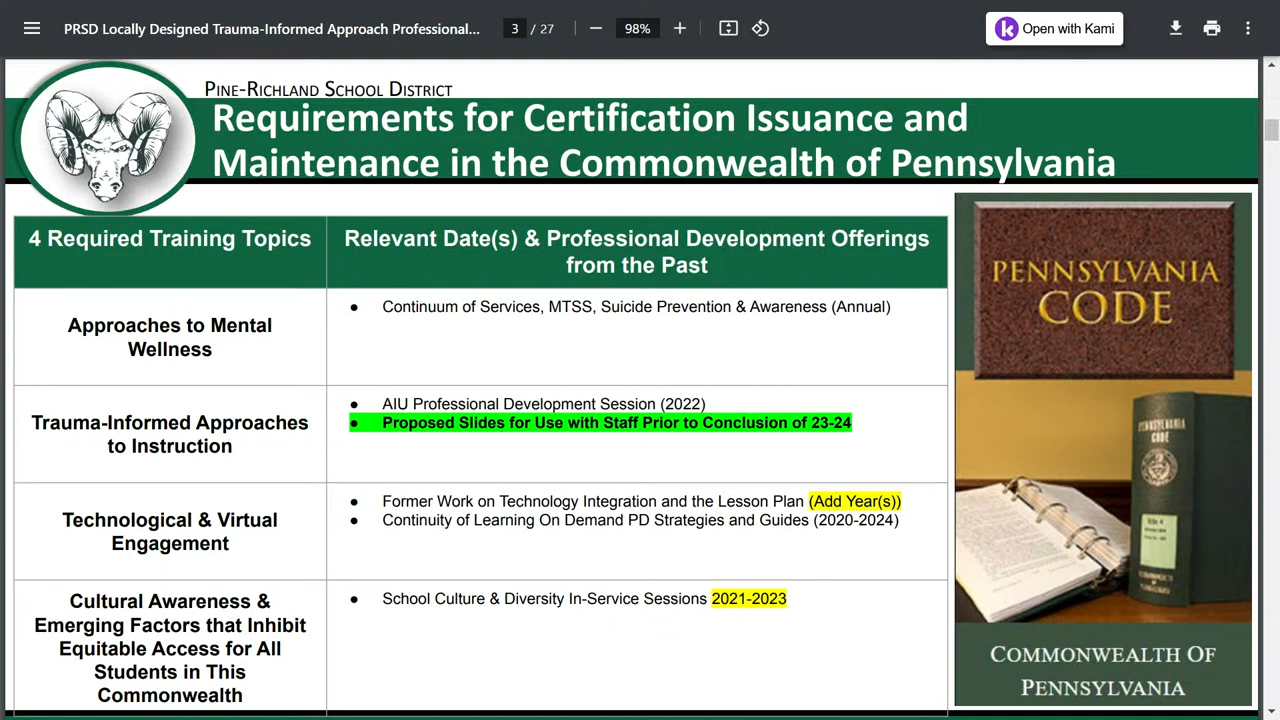 PRSD Locally Designed Trauma-Informed Approach Professional...
3 / 27
98%
Open with Kami
PINE-RICHLAND SCHOOL DISTRICT
Requirements for Certification Issuance and
Maintenance in the Commonwealth of Pennsylvania
4 Required Training Topics
Relevant Date(s) & Professional Development Offerings
from the Past
Approaches to Mental
Wellness
● Continuum of Services, MTSS, Suicide Prevention & Awareness (Annual)
Trauma-Informed Approaches
to Instruction
● AIU Professional Development Session (2022)
● Proposed Slides for Use with Staff Prior to Conclusion of 23-24
Technological & Virtual
Engagement
● Former Work on Technology Integration and the Lesson Plan (Add Year(s))
● Continuity of Learning On Demand PD Strategies and Guides (2020-2024)
Cultural Awareness &
Emerging Factors that Inhibit
Equitable Access for All
Students in This
Commonwealth
● School Culture & Diversity In-Service Sessions 2021-2023
PENNSYLVANIA
CODE
PENNSYLVANIA
CODE
COMMONWEALTH OF
PENNSYLVANIA